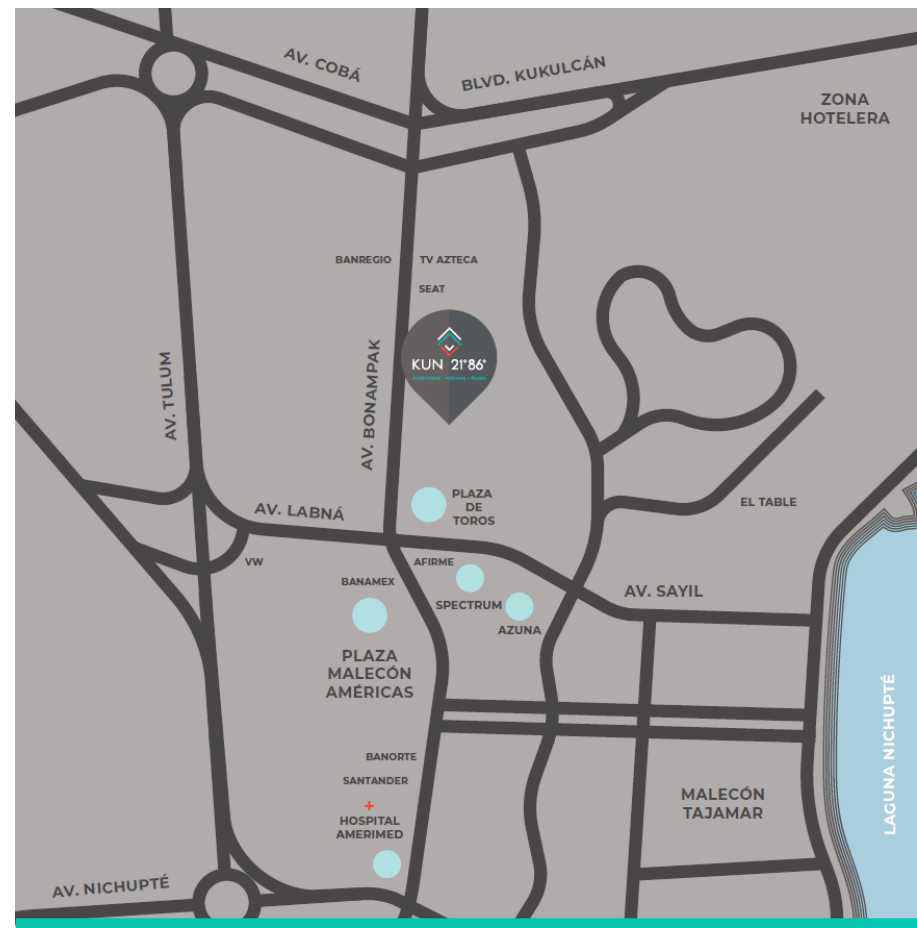 AV. COBÁ
BLVD. KUKULCÁN
ZONA
HOTELERA
BANREGIO
TV AZTECA
SEAT
KUN 21°86°
AV. TULUM
AV. BONAMPAK
PLAZA
DE
TOROS
EL TABLE
AV. LABNÁ
VW
AFIRME
BANAMEX
SPECTRUM
AV. SAYIL
AZUNA
PLAZA
MALECÓN
AMÉRICAS
LAGUNA NICHUPTÉ
BANORTE
SANTANDER
HOSPITAL
AMERIMED
MALECÓN
TAJAMAR
AV. NICHUPTÉ